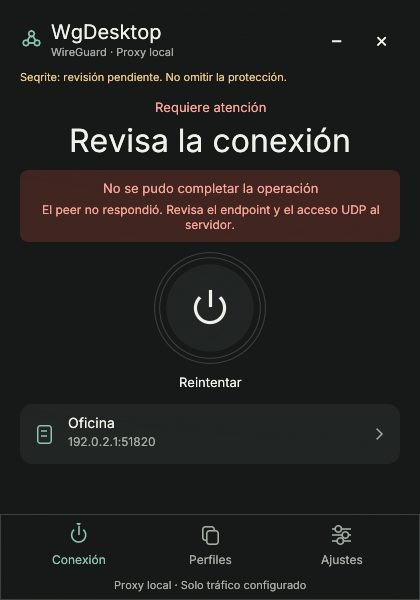 WgDesktop
WireGuard · Proxy local
Seqrite: revisión pendiente. No omitir la protección.
Requiere atención
Revisa la conexión
No se pudo completar la operación
El peer no respondió. Revisa el endpoint y el acceso UDP al
servidor.
Reintentar
Oficina
192.0.2.1:51820
Conexión
Perfiles
Ajustes
Proxy local · Solo tráfico configurado